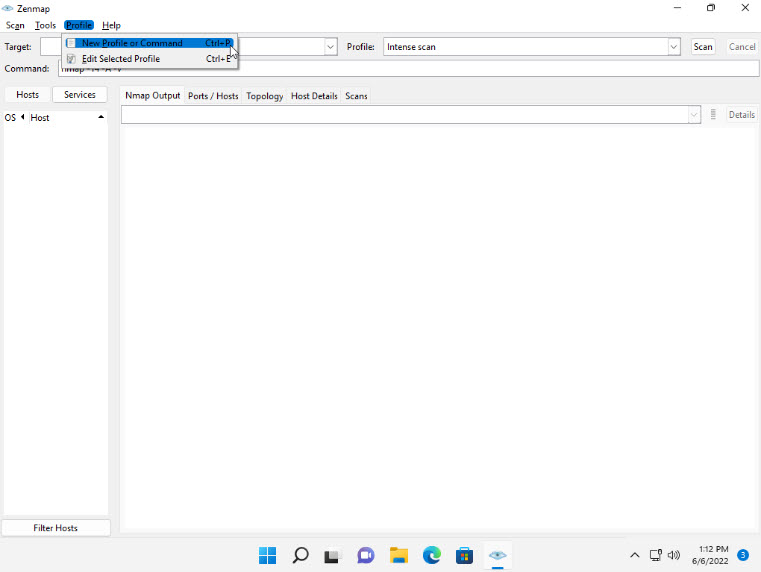 Zenmap
Scan Tools Profile Help
Target: Profile: Intense scan Scan Cancel
New Profile or Command Ctrl+P
Edit Selected Profile Ctrl+E
Command: nmap -T4 -A -v
Hosts Services Nmap Output Ports / Hosts Topology Host Details Scans
OS Host Details
Filter Hosts
1:12 PM
6/6/2022
3